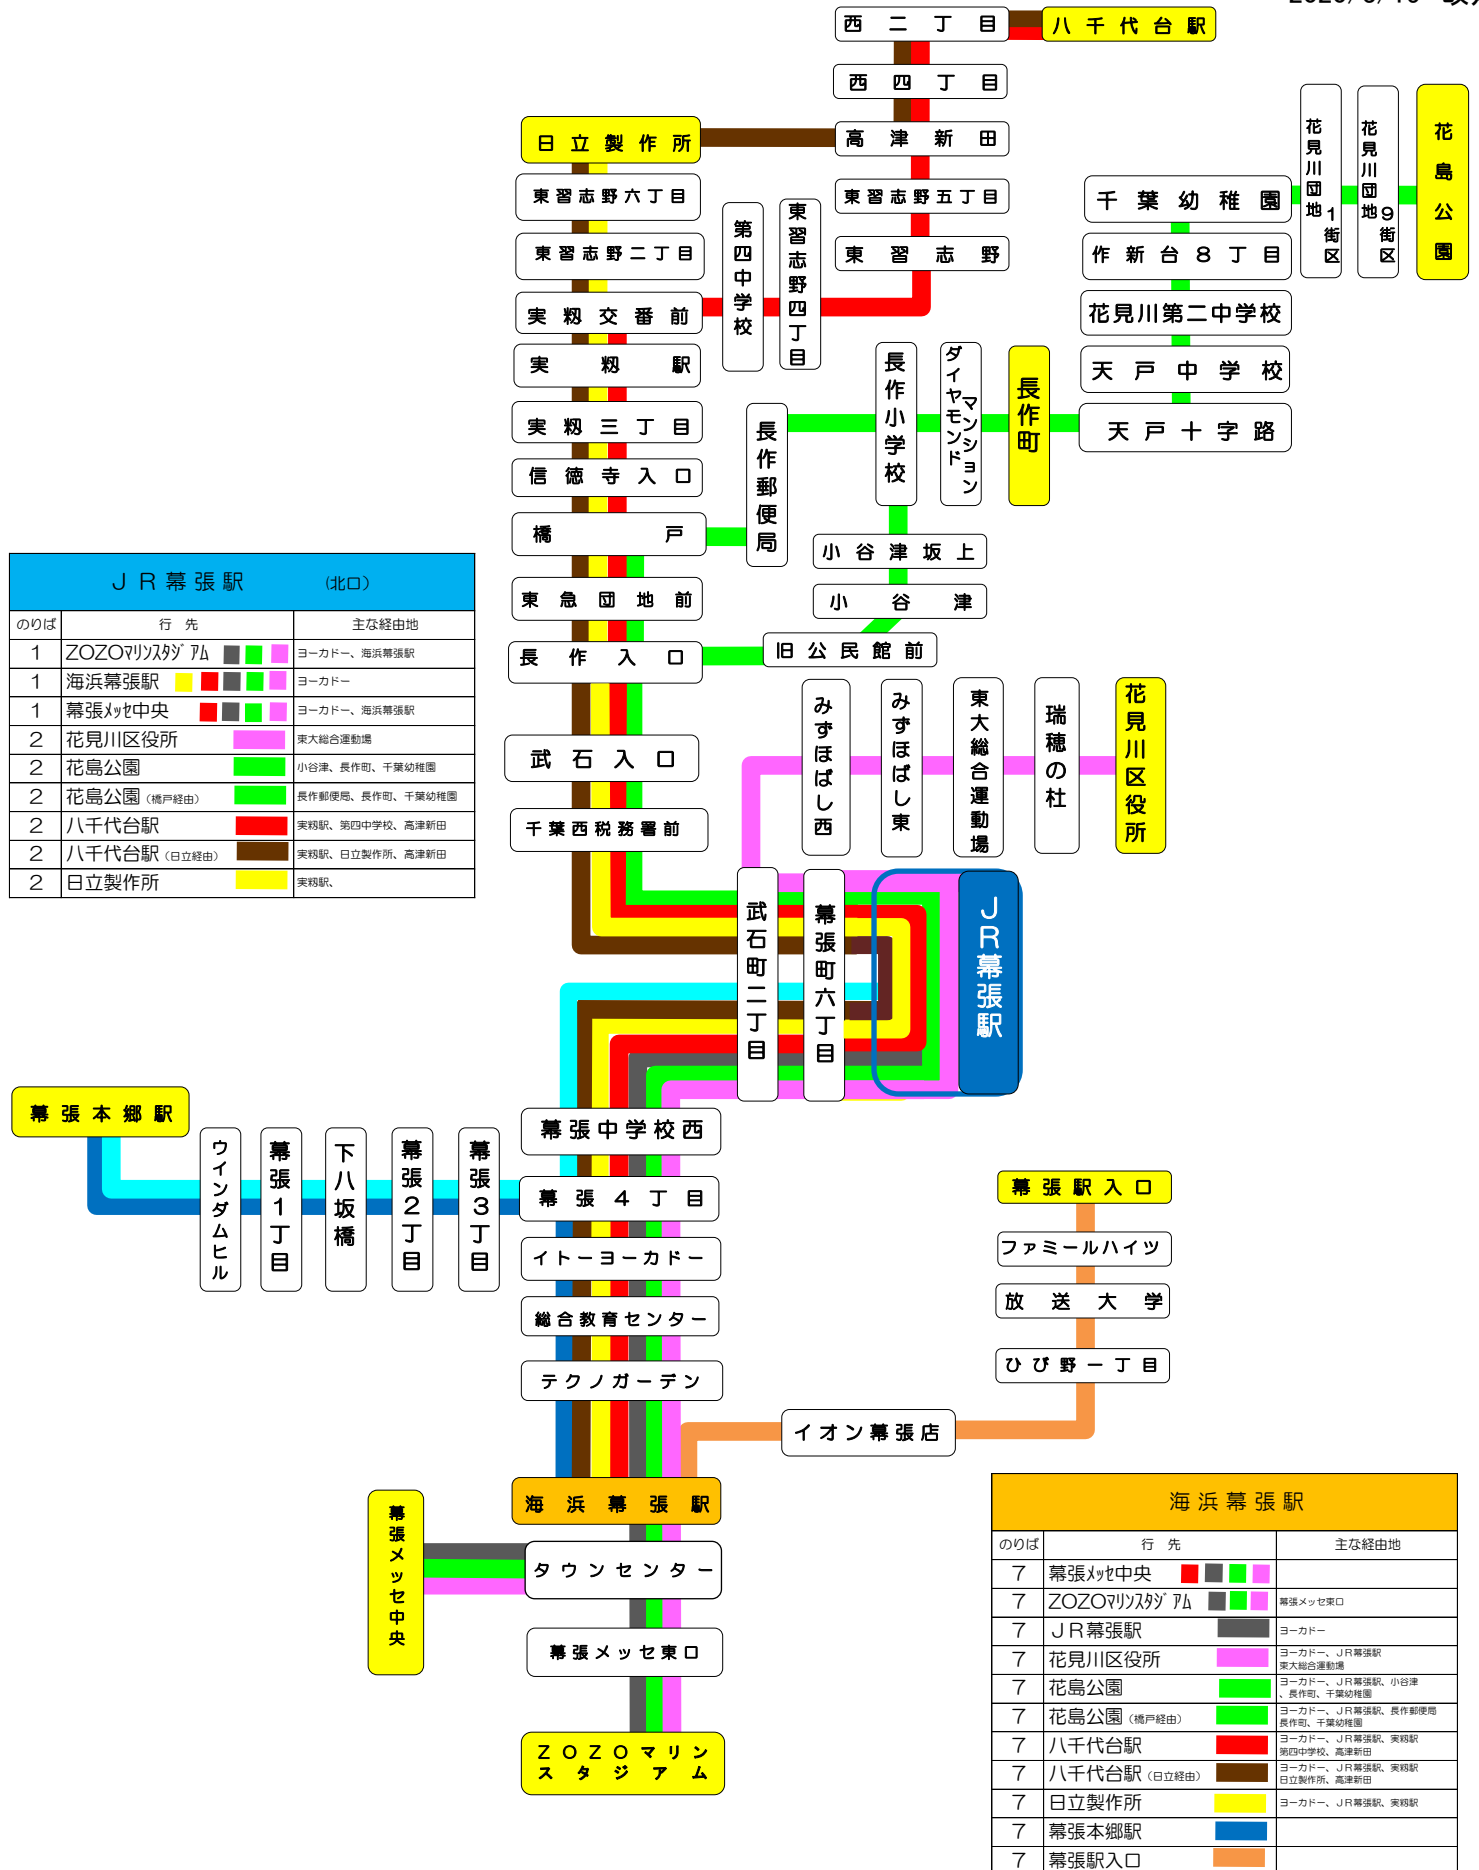 西二丁目
八千代台駅
西四丁目
日立製作所
高津新田
東習志野六丁目
東習志野五丁目
東習志野二丁目
東習志野
第四中学校
東習志野四丁目
実籾交番前
実籾駅
実籾三丁目
信徳寺入口
橋戸
東急団地前
長作入口
武石入口
千葉西税務署前
花見川団地1街区
花見川団地9街区
花島公園
千葉幼稚園
作新台8丁目
花見川第二中学校
天戸中学校
天戸十字路
長作町
ダイヤモンドマンション
長作小学校
長作郵便局
小谷津坂上
小谷津
旧公民館前
JR幕張駅 (北口)
のりば 行先 主な経由地
1 ZOZOマリンスタジアム ヨーカドー、海浜幕張駅
1 海浜幕張駅 ヨーカドー
1 幕張メッセ中央 ヨーカドー、海浜幕張駅
2 花見川区役所 東大総合運動場
2 花島公園 小谷津、長作町、千葉幼稚園
2 花島公園(橋戸経由) 長作郵便局、長作町、千葉幼稚園
2 八千代台駅 実籾駅、第四中学校、高津新田
2 八千代台駅(日立経由) 実籾駅、日立製作所、高津新田
2 日立製作所 実籾駅、
みずほばし西
みずほばし東
東大総合運動場
瑞穂の杜
花見川区役所
武石町二丁目
幕張町六丁目
JR幕張駅
幕張本郷駅
ウインダムヒル
幕張1丁目
下八坂橋
幕張2丁目
幕張3丁目
幕張中学校西
幕張4丁目
イトーヨーカドー
総合教育センター
テクノガーデン
海浜幕張駅
幕張駅入口
ファミールハイツ
放送大学
ひび野一丁目
イオン幕張店
幕張メッセ中央
タウンセンター
幕張メッセ東口
ZOZOマリン
スタジアム
海浜幕張駅
のりば 行先 主な経由地
7 幕張メッセ中央
7 ZOZOマリンスタジアム 幕張メッセ東口
7 JR幕張駅 ヨーカドー
7 花見川区役所 ヨーカドー、JR幕張駅
東大総合運動場
7 花島公園 ヨーカドー、JR幕張駅、小谷津
、長作町、千葉幼稚園
7 花島公園(橋戸経由) ヨーカドー、JR幕張駅、長作郵便局
長作町、千葉幼稚園
7 八千代台駅 ヨーカドー、JR幕張駅、実籾駅
第四中学校、高津新田
7 八千代台駅(日立経由) ヨーカドー、JR幕張駅、実籾駅
日立製作所、高津新田
7 日立製作所 ヨーカドー、JR幕張駅、実籾駅
7 幕張本郷駅
7 幕張駅入口